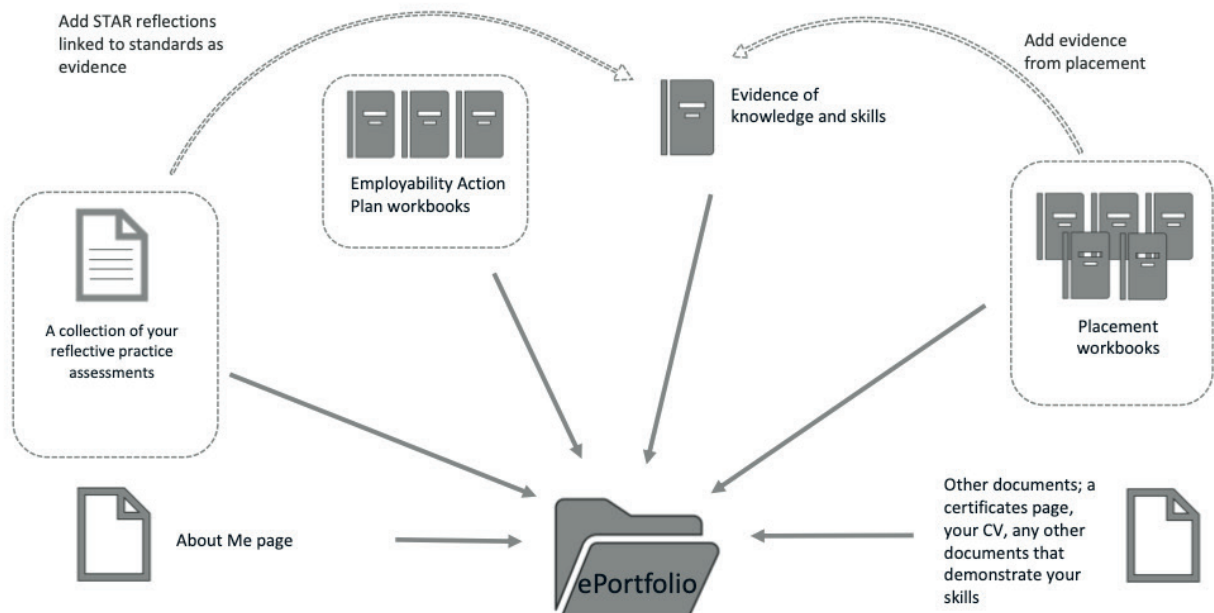 Add STAR reflections
linked to standards as
evidence
Add evidence
from placement
Evidence of
knowledge and skills
Employability Action
Plan workbooks
A collection of your
reflective practice
assessments
Placement
workbooks
About Me page
Other documents; a
certificates page,
your CV, any other
documents that
demonstrate your
skills
ePortfolio